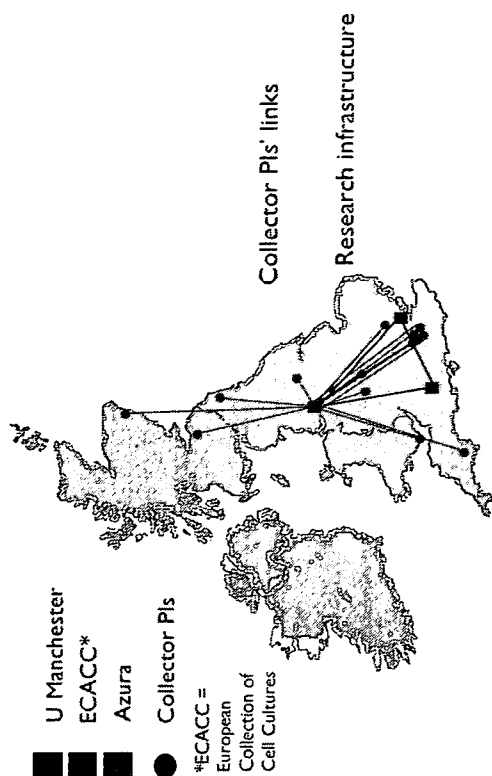 U Manchester
ECACC*
Azura
Collector PIs
*ECACC =
European
Collection of
Cell Cultures
Collector PIs' links
Research infrastructure